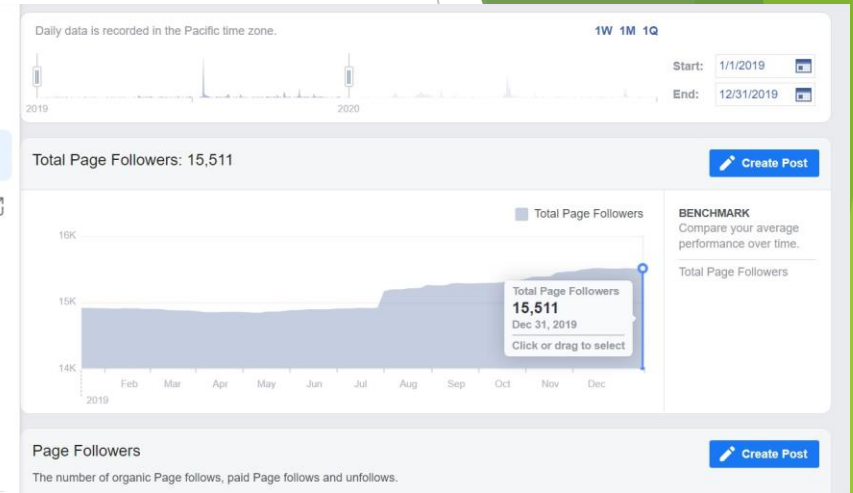 Daily data is recorded in the Pacific time zone.
1W 1M 1Q
Start: 1/1/2019
End: 12/31/2019
2019
2020
Total Page Followers: 15,511
Create Post
Total Page Followers
BENCHMARK
Compare your average
performance over time.
Total Page Followers
16K
15K
14K
Total Page Followers
15,511
Dec 31, 2019
Click or drag to select
Feb Mar Apr May Jun Jul Aug Sep Oct Nov Dec
2019
Page Followers
Create Post
The number of organic Page follows, paid Page follows and unfollows.